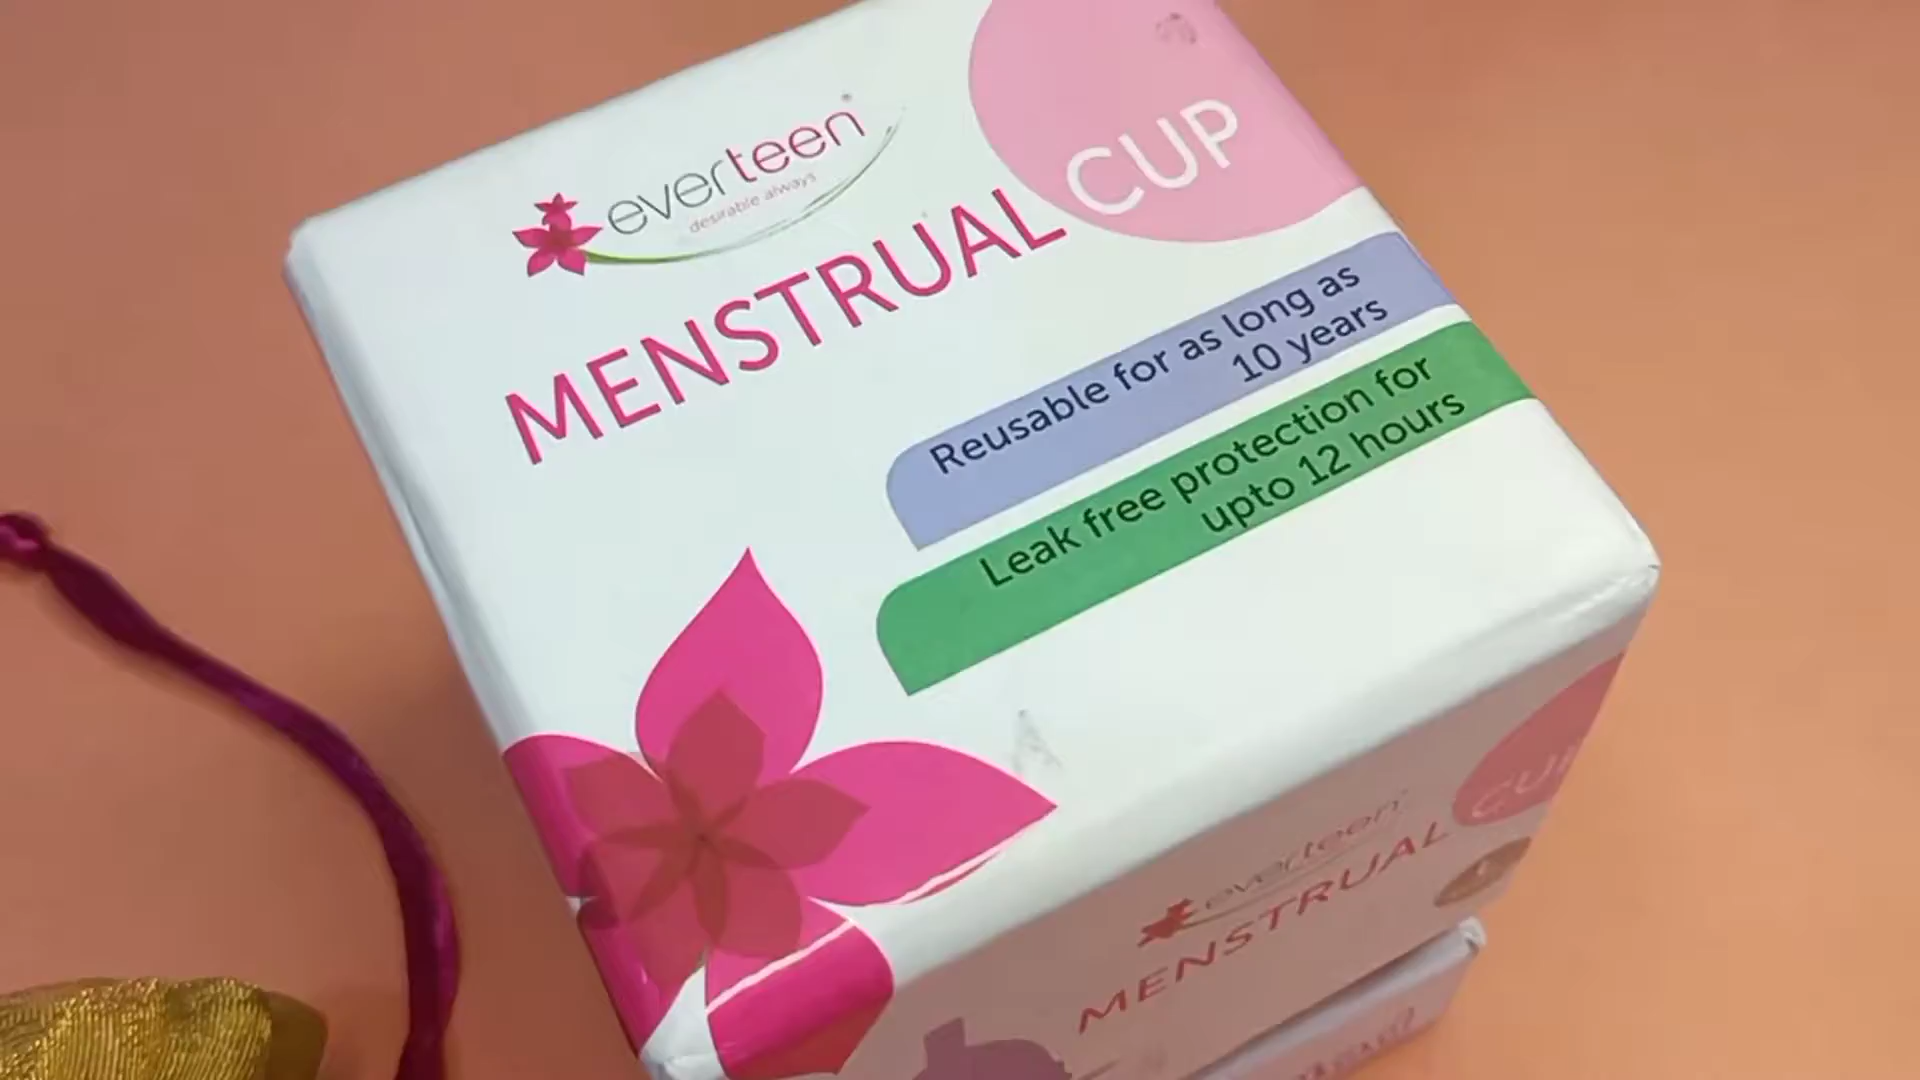 everteen
desirable always
MENSTRUAL CUP
Reusable for as long as
10 years
Leak free protection for
upto 12 hours
everteen
MENSTRUAL CUP